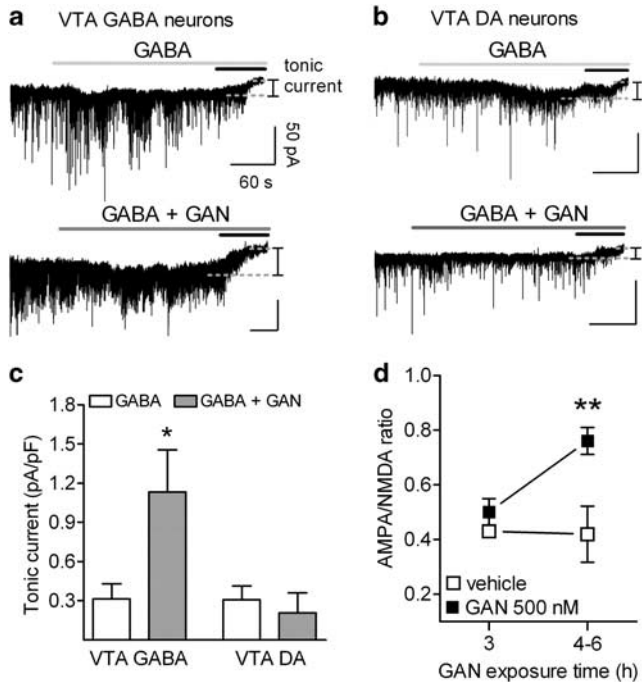 a VTA GABA neurons
GABA
tonic
current
50 pA
60 s
GABA + GAN
b VTA DA neurons
GABA
GABA + GAN
c
GABA GABA + GAN
Tonic current (pA/pF)
1.8
1.5
1.2
0.9
0.6
0.3
*
VTA GABA VTA DA
d
AMPA/NMDA ratio
1.0
0.8
0.6
0.4
0.2
**
vehicle
GAN 500 nM
3 4-6
GAN exposure time (h)